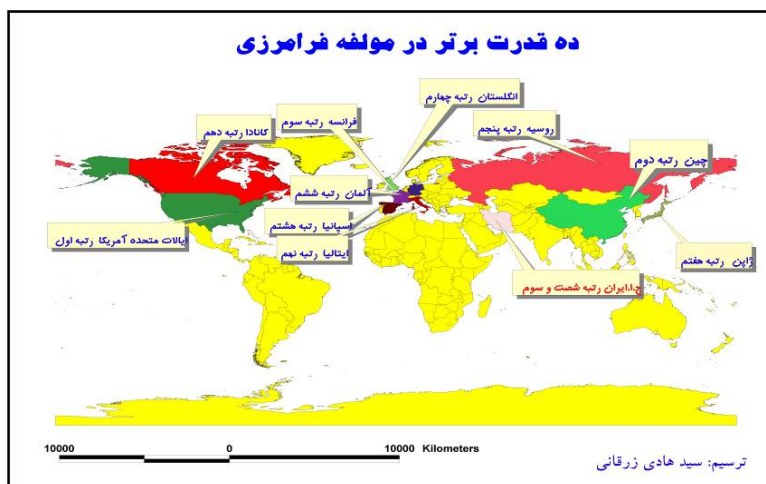 ده قدرت برتر در مولفه فرامرزی
انگلستان رتبه چهارم
فرانسه رتبه سوم
روسیه رتبه پنجم
کانادا رتبه دهم
چین رتبه دوم
آلمان رتبه ششم
اسپانیا رتبه هشتم
ایالات متحده آمریکا رتبه اول
ایتالیا رتبه نهم
ژاپن رتبه هفتم
ج.ا.ایران رتبه شصت و سوم
10000 0 10000 Kilometers
ترسیم: سید هادی زرقانی